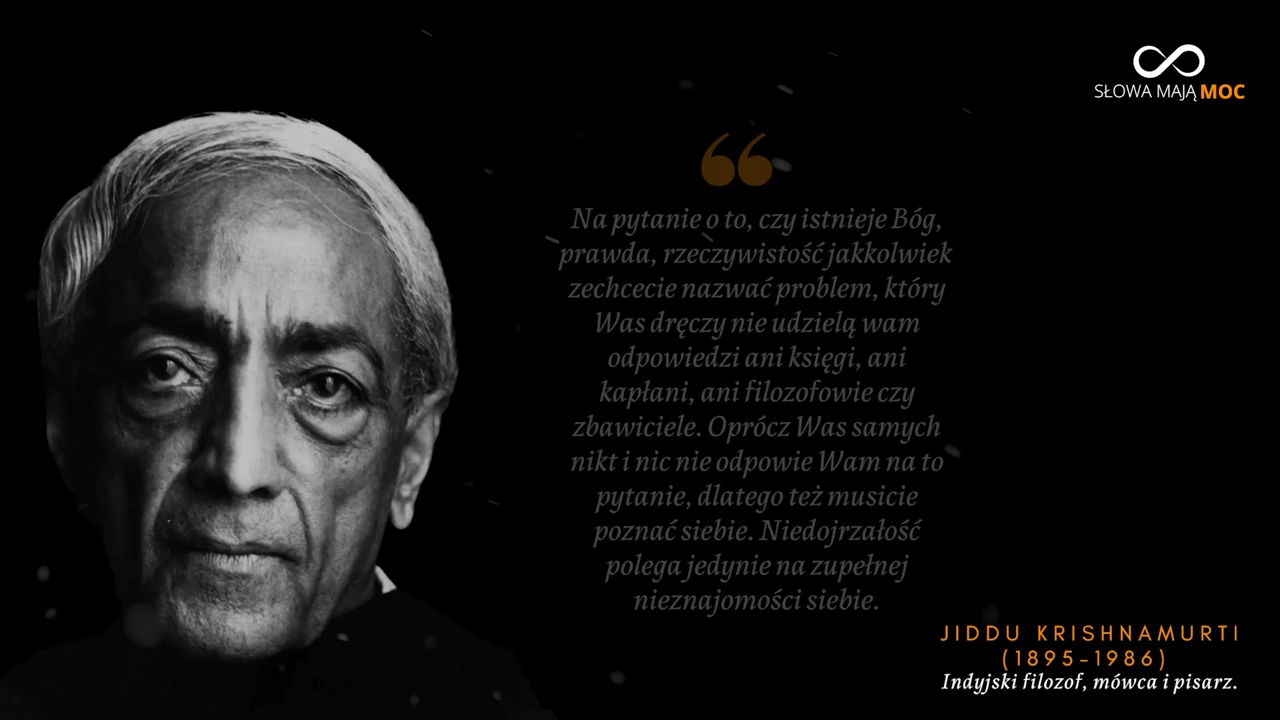 SŁOWA MAJĄ MOC
Na pytanie o to, czy istnieje Bóg,
prawda, rzeczywistość jakkolwiek
zechcecie nazwać problem, który
Was dręczy nie udzielą wam
odpowiedzi ani księgi, ani
kapłani, ani filozofowie czy
zbawiciele. Oprócz Was samych
nikt i nic nie odpowie Wam na to
pytanie, dlatego też musicie
poznać siebie. Niedojrzałość
polega jedynie na zupełnej
nieznajomości siebie.
JIDDU KRISHNAMURTI
(1895-1986)
Indyjski filozof, mówca i pisarz.